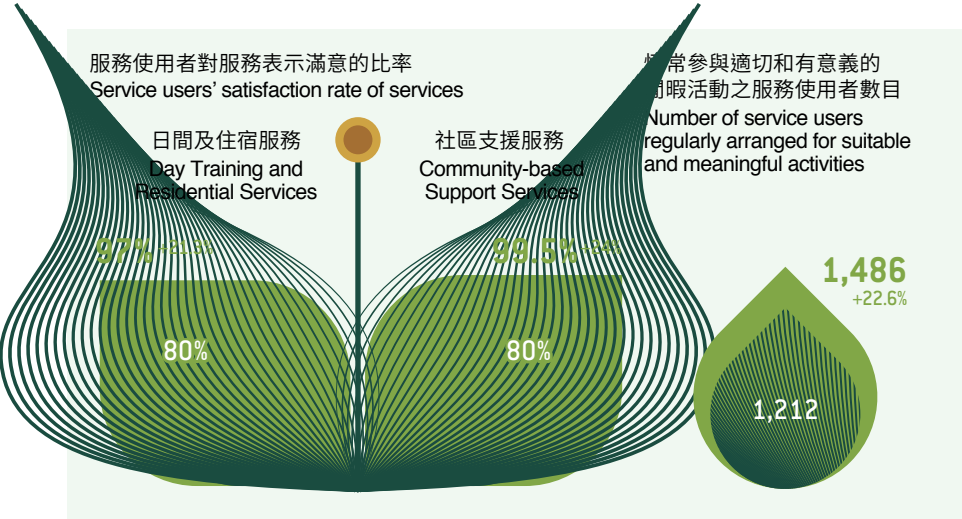 服務使用者對服務表示滿意的比率
Service users’ satisfaction rate of services
日間及住宿服務
Day Training and
Residential Services
97% +21.3%
80%
社區支援服務
Community-based
Support Services
99.5% +24%
80%
常參與適切和有意義的
閒暇活動之服務使用者數目
Number of service users
regularly arranged for suitable
and meaningful activities
1,486
+22.6%
1,212